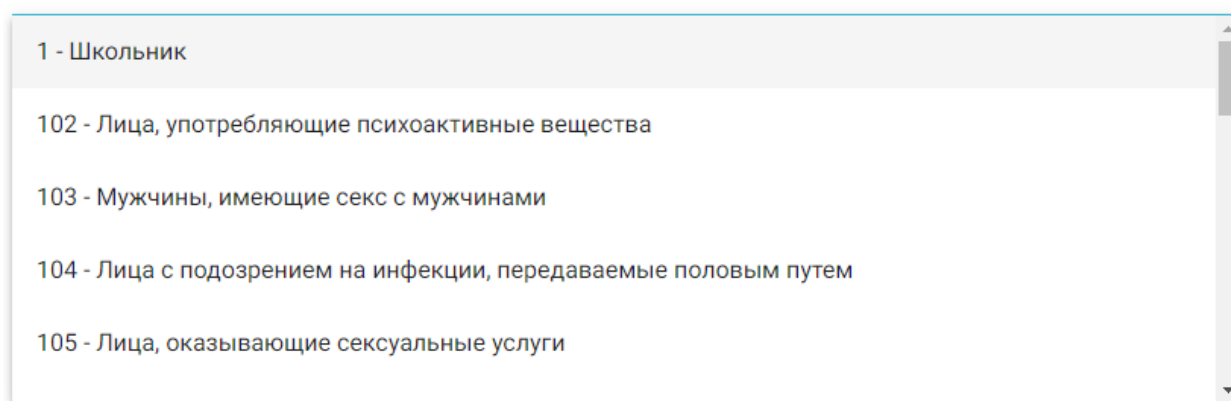 1 - Школьник
102 - Лица, употребляющие психоактивные вещества
103 - Мужчины, имеющие секс с мужчинами
104 - Лица с подозрением на инфекции, передаваемые половым путем
105 - Лица, оказывающие сексуальные услуги